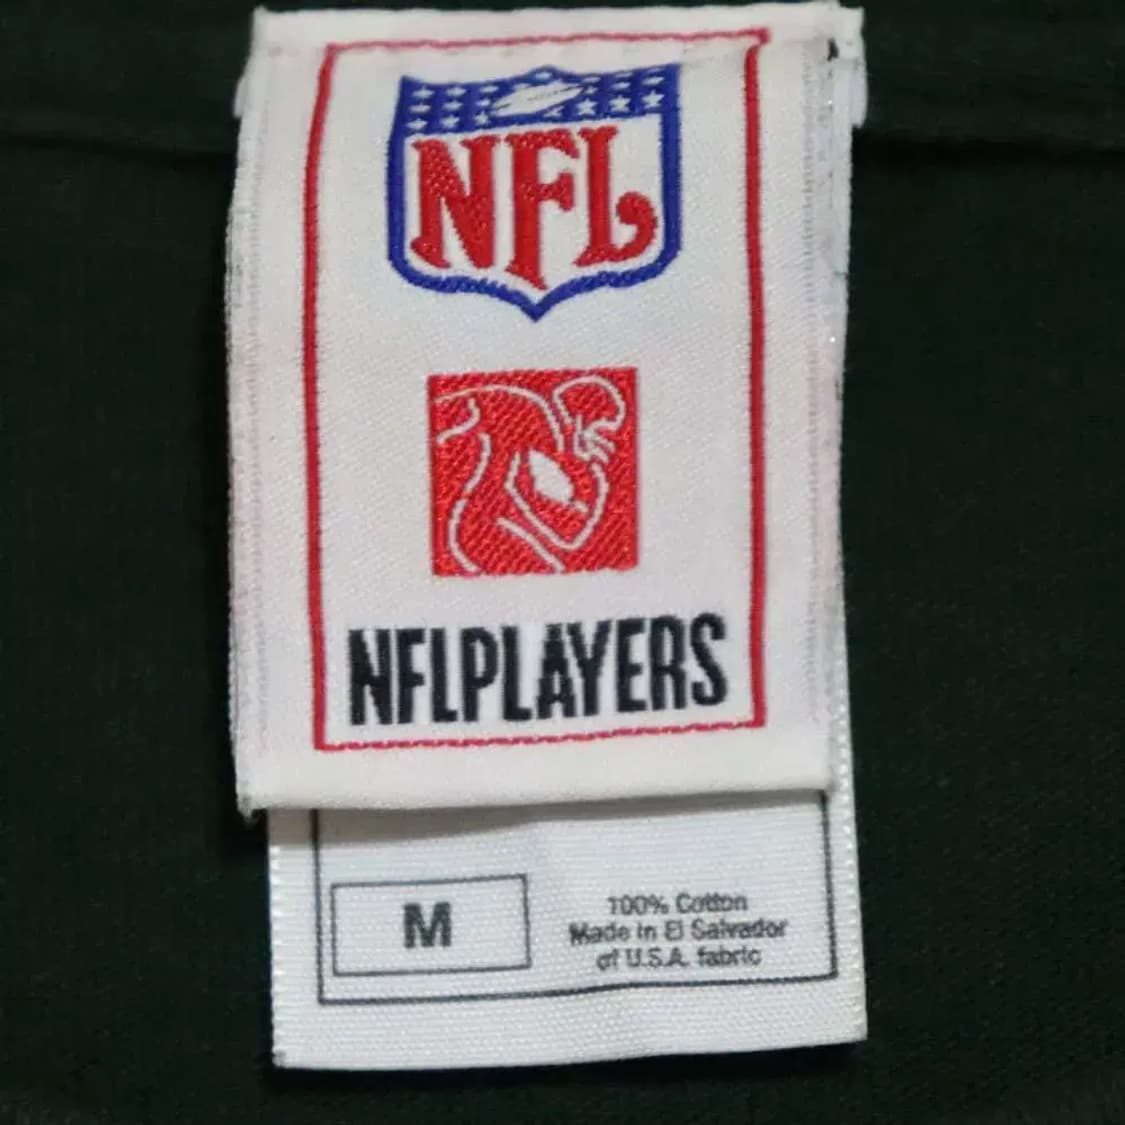 NFL
NFLPLAYERS
M
100% Cotton
Made in El Salvador
of U.S.A. fabric